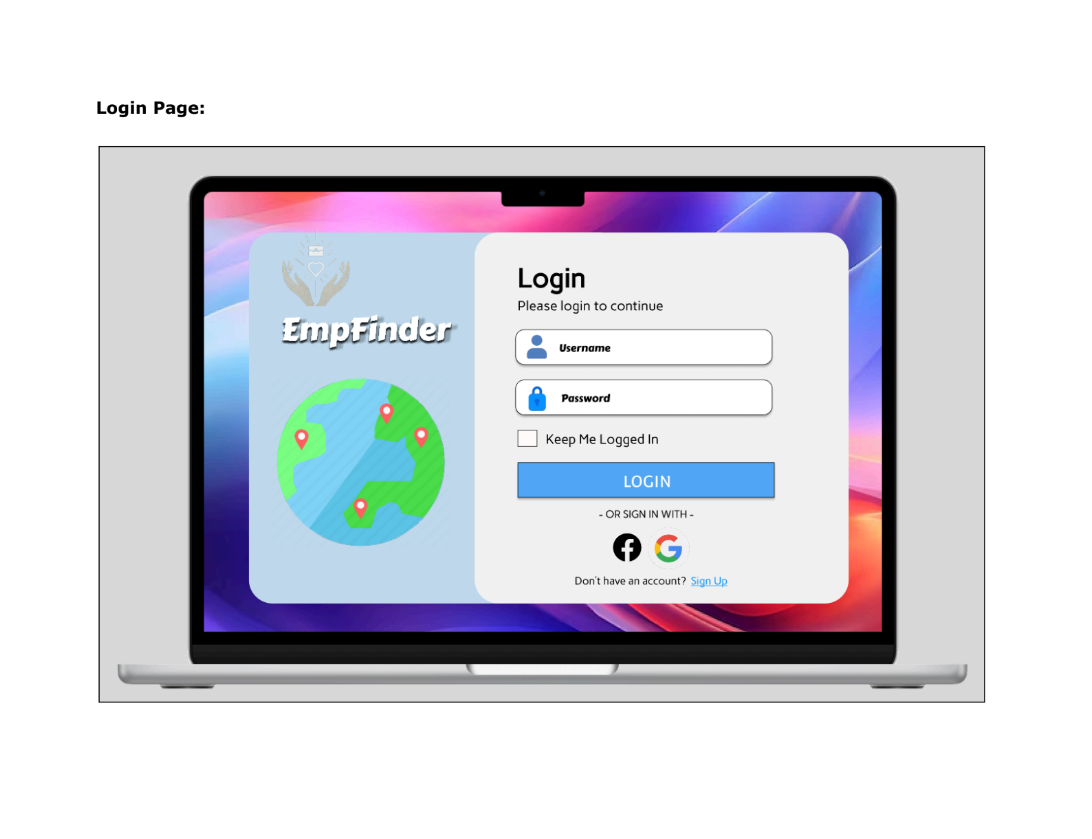 Login Page:
EmpFinder
Login
Please login to continue
Username
Password
Keep Me Logged In
LOGIN
- OR SIGN IN WITH -
Don't have an account? Sign Up